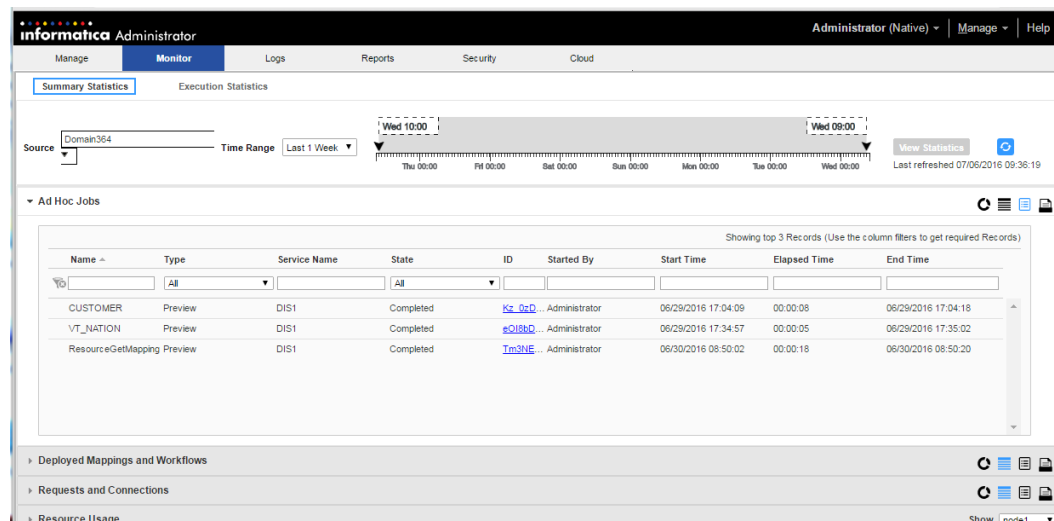 informatica Administrator
Administrator (Native) Manage Help
Manage Monitor Logs Reports Security Cloud
Summary Statistics Execution Statistics
Wed 10:00 Wed 09:00
Source Domain364 Time Range Last 1 Week View Statistics
Thu 00:00 Fri 00:00 Sat 00:00 Sun 00:00 Mon 00:00 Tue 00:00 Wed 00:00 Last refreshed 07/06/2016 09:36:19
Ad Hoc Jobs
Showing top 3 Records (Use the column filters to get required Records)
Name Type Service Name State ID Started By Start Time Elapsed Time End Time
All All
CUSTOMER Preview DIS1 Completed Kz_0zD... Administrator 06/29/2016 17:04:09 00:00:08 06/29/2016 17:04:18
VT_NATION Preview DIS1 Completed eOI8bD... Administrator 06/29/2016 17:34:57 00:00:05 06/29/2016 17:35:02
ResourceGetMapping Preview DIS1 Completed Tm3NE... Administrator 06/30/2016 08:50:02 00:00:18 06/30/2016 08:50:20
Deployed Mappings and Workflows
Requests and Connections
Resource Usage Show node1